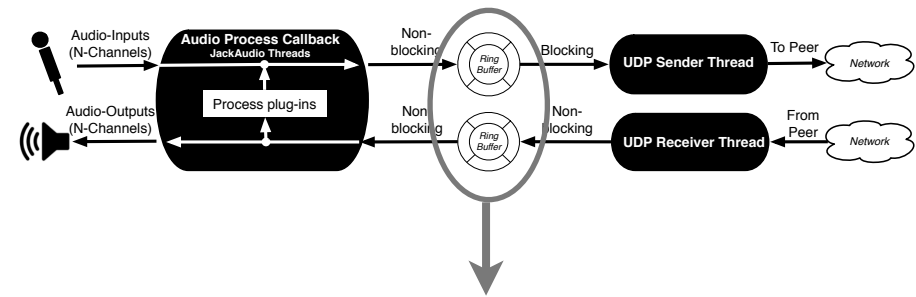 Audio-Inputs
(N-Channels)
Audio Process Callback
JackAudio Threads
Non-
blocking
Ring
Buffer
Blocking
UDP Sender Thread
To Peer
Network
Process plug-ins
Audio-Outputs
(N-Channels)
Non
blocking
Ring
Buffer
Non-
blocking
UDP Receiver Thread
From
Peer
Network